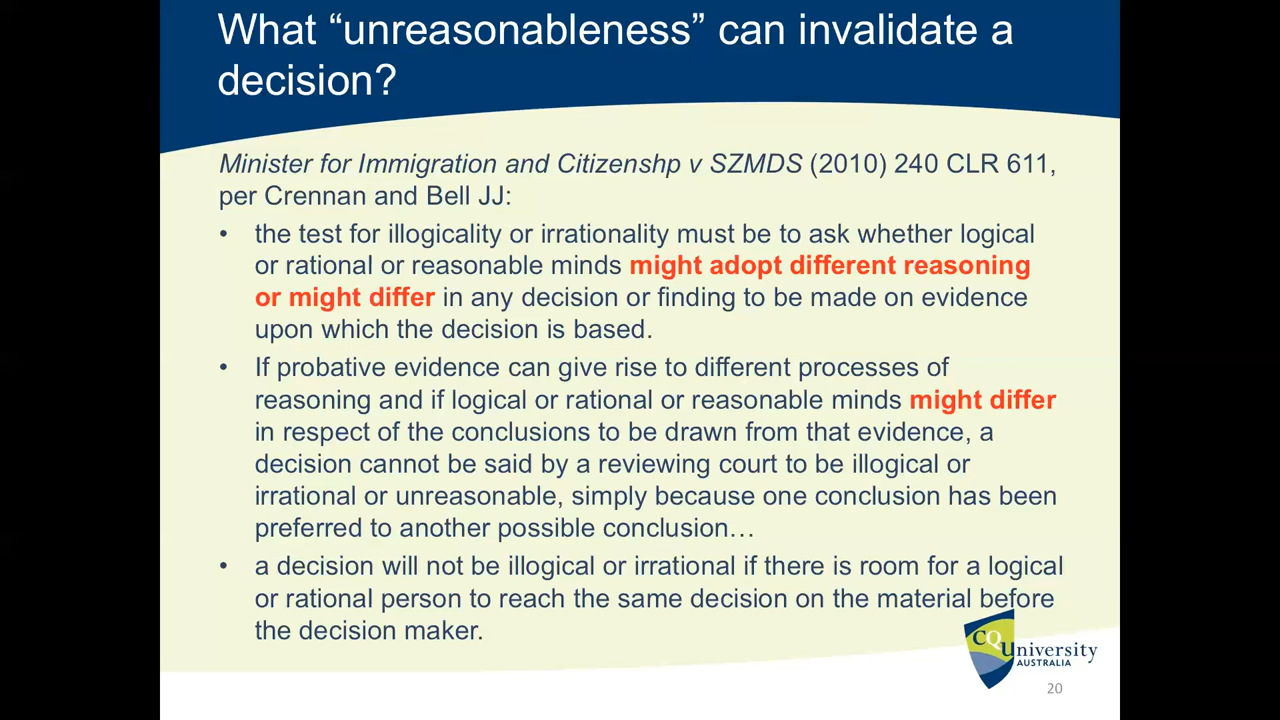 What “unreasonableness” can invalidate a
decision?
Minister for Immigration and Citizenshp v SZMDS (2010) 240 CLR 611,
per Crennan and Bell JJ:
• the test for illogicality or irrationality must be to ask whether logical
or rational or reasonable minds might adopt different reasoning
or might differ in any decision or finding to be made on evidence
upon which the decision is based.
• If probative evidence can give rise to different processes of
reasoning and if logical or rational or reasonable minds might differ
in respect of the conclusions to be drawn from that evidence, a
decision cannot be said by a reviewing court to be illogical or
irrational or unreasonable, simply because one conclusion has been
preferred to another possible conclusion…
• a decision will not be illogical or irrational if there is room for a logical
or rational person to reach the same decision on the material before
the decision maker.
CQUniversity
AUSTRALIA
20